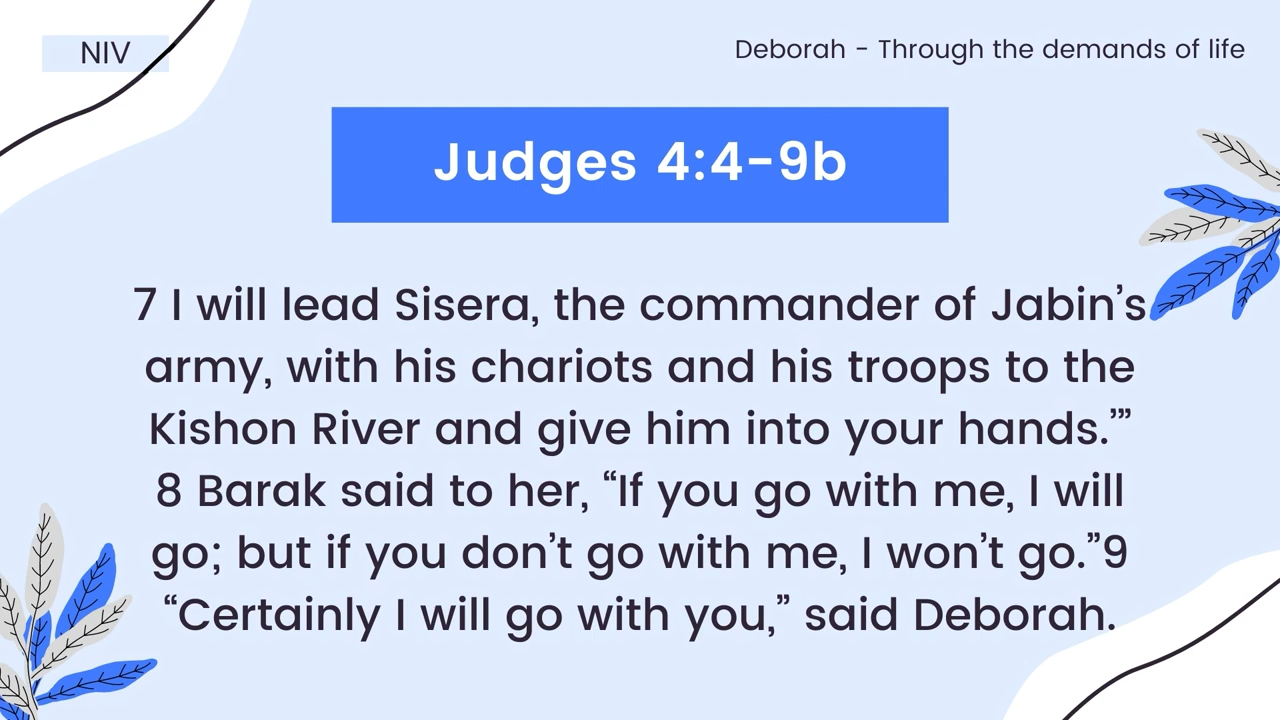 NIV
Deborah - Through the demands of life
Judges 4:4-9b
7 I will lead Sisera, the commander of Jabin’s
army, with his chariots and his troops to the
Kishon River and give him into your hands.’”
8 Barak said to her, “If you go with me, I will
go; but if you don’t go with me, I won’t go.”9
“Certainly I will go with you,” said Deborah.